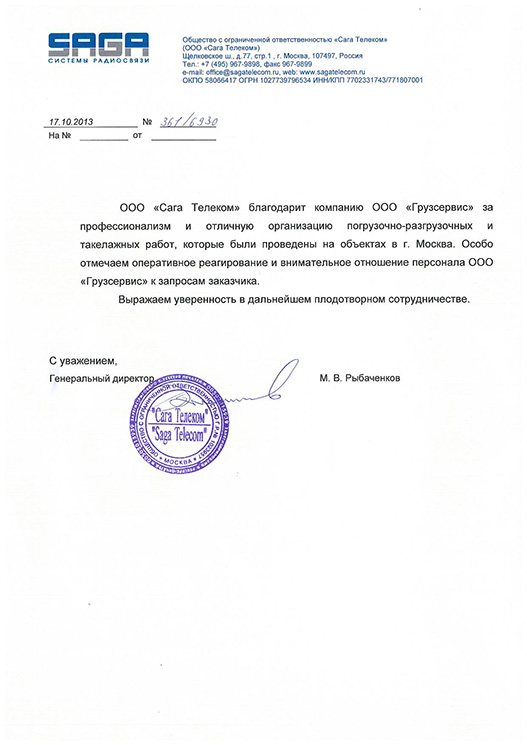 SAGA
СИСТЕМЫ РАДИОСВЯЗИ
Общество с ограниченной ответственностью «Сага Телеком»
(ООО «Сага Телеком»)
Щелковское ш., д.77, стр.1 , г. Москва, 107497, Россия
Тел.: +7 (495) 967-9898, факс 967-9899
e-mail: office@sagatelecom.ru, web: www.sagatelecom.ru
ОКПО 58066417 ОГРН 1027739796534 ИНН/КПП 7702331743/771807001
17.10.2013 № 361/6930
На № от
ООО «Сага Телеком» благодарит компанию ООО «Грузсервис» за
профессионализм и отличную организацию погрузочно-разгрузочных и
такелажных работ, которые были проведены на объектах в г. Москва. Особо
отмечаем оперативное реагирование и внимательное отношение персонала ООО
«Грузсервис» к запросам заказчика.
Выражаем уверенность в дальнейшем плодотворном сотрудничестве.
С уважением,
Генеральный директор М. В. Рыбаченков
ОБЩЕСТВО С ОГРАНИЧЕННОЙ ОТВЕТСТВЕННОСТЬЮ
"Сага Телеком"
"Saga Telecom"
* МОСКВА *